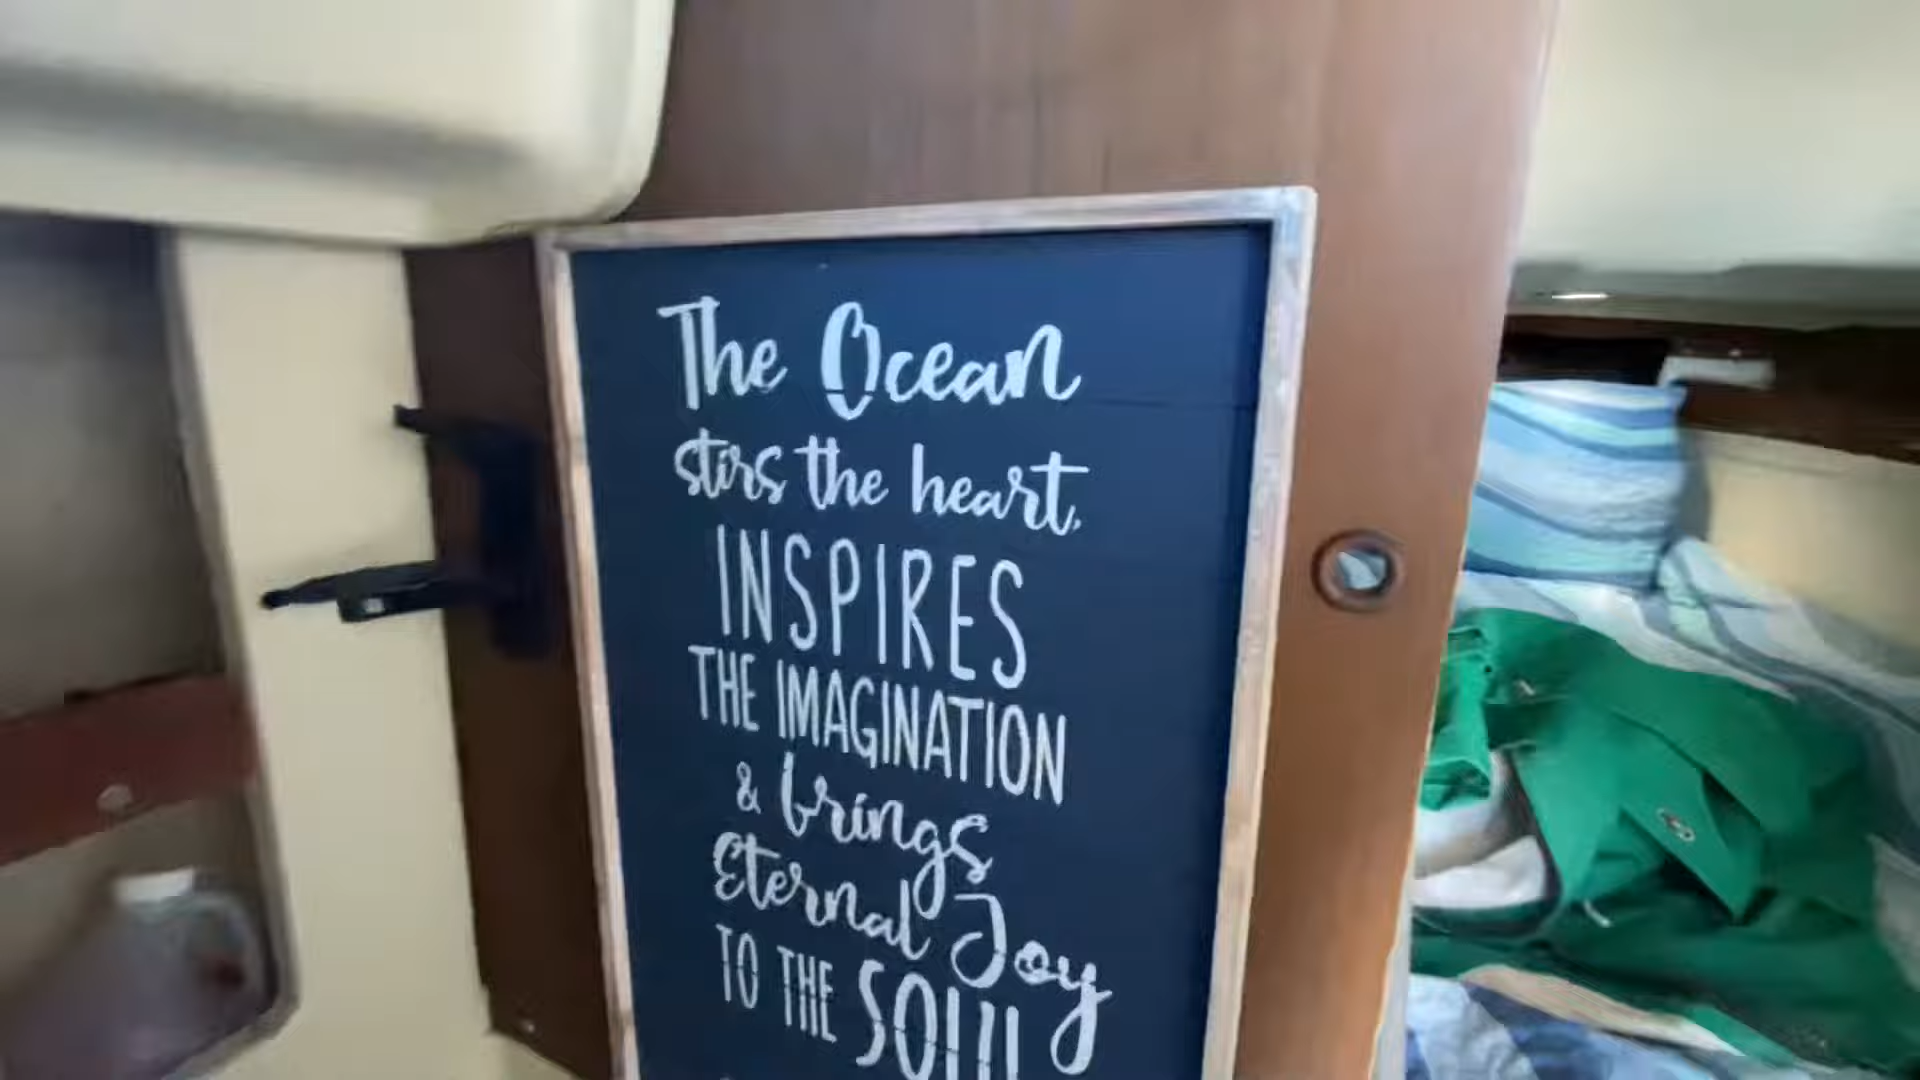 The Ocean
stirs the heart,
INSPIRES
THE IMAGINATION
& brings
Eternal Joy
TO THE SOUL